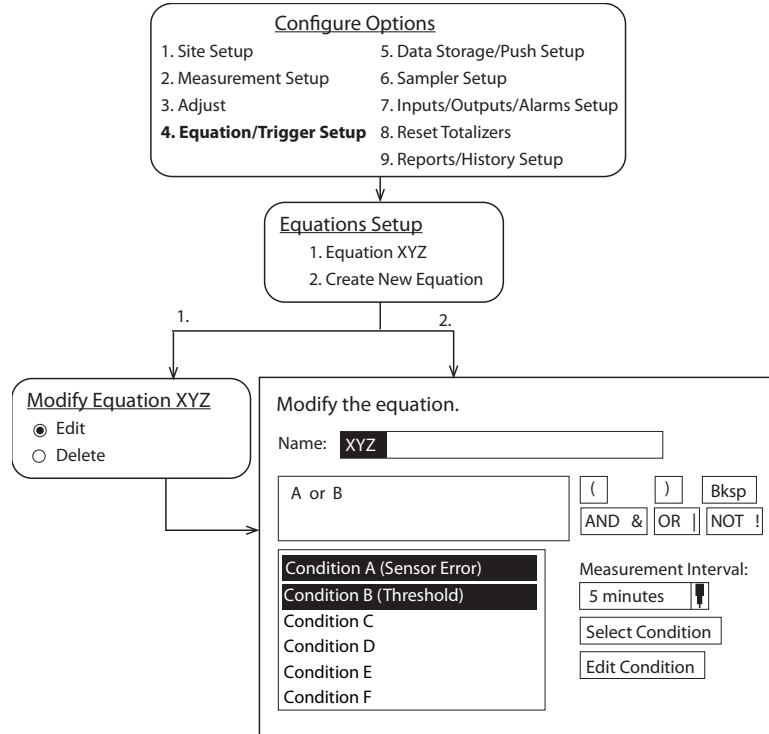 Configure Options
1. Site Setup
2. Measurement Setup
3. Adjust
4. Equation/Trigger Setup
5. Data Storage/Push Setup
6. Sampler Setup
7. Inputs/Outputs/Alarms Setup
8. Reset Totalizers
9. Reports/History Setup
Equations Setup
1. Equation XYZ
2. Create New Equation
1.
2.
Modify Equation XYZ
Edit
Delete
Modify the equation.
Name: XYZ
A or B
( ) Bksp
AND & OR | NOT !
Condition A (Sensor Error)
Condition B (Threshold)
Condition C
Condition D
Condition E
Condition F
Measurement Interval:
5 minutes
Select Condition
Edit Condition